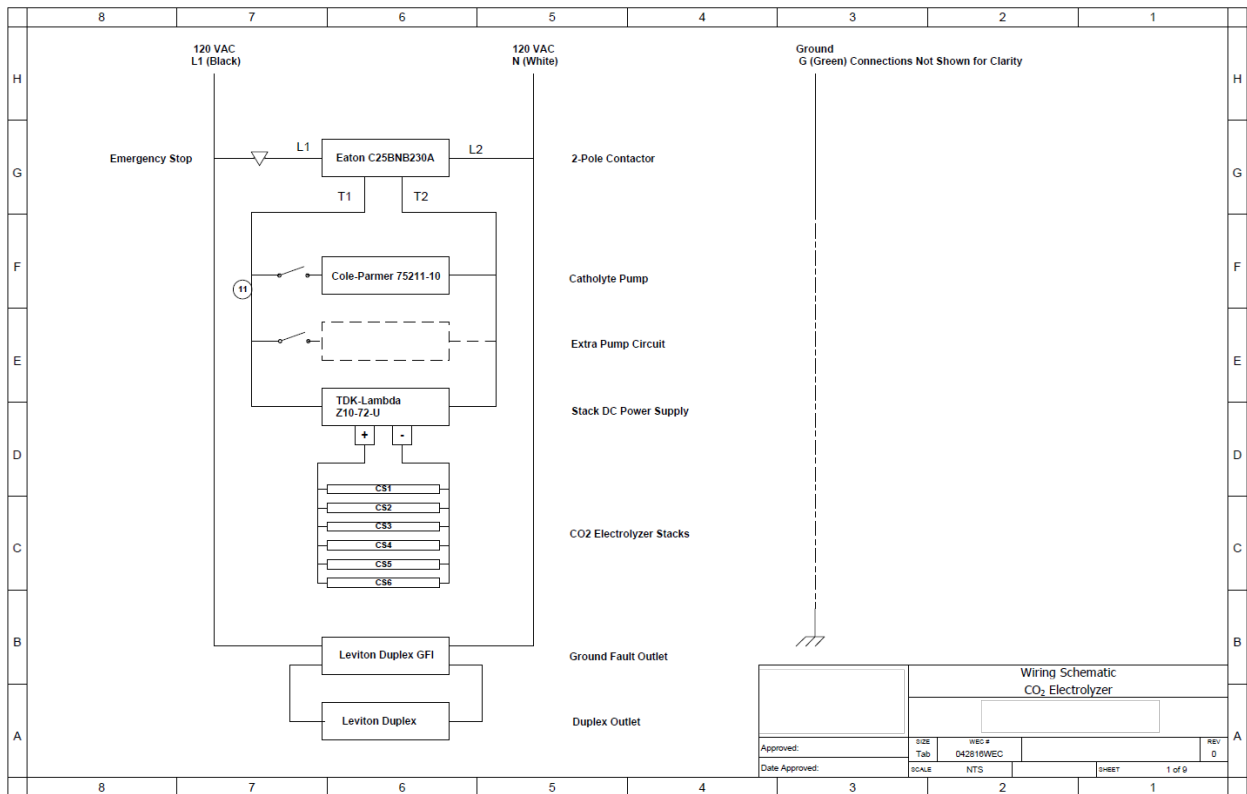 8 7 6 5 4 3 2 1
120 VAC
L1 (Black)
120 VAC
N (White)
Ground
G (Green) Connections Not Shown for Clarity
H H
Emergency Stop
L1
Eaton C25BNB230A
L2
2-Pole Contactor
G G
T1 T2
F F
Cole-Parmer 75211-10
Catholyte Pump
11
Extra Pump Circuit
E E
TDK-Lambda
Z10-72-U
Stack DC Power Supply
+ -
D D
CS1
CS2
CS3
CS4
CS5
CS6
CO2 Electrolyzer Stacks
C C
B B
Leviton Duplex GFI
Ground Fault Outlet
Leviton Duplex
Duplex Outlet
A A
Wiring Schematic
CO₂ Electrolyzer
Approved:
SIZE
Tab
WEC #
042816WEC
REV
0
Date Approved:
SCALE NTS
SHEET 1 of 9
8 7 6 5 4 3 2 1